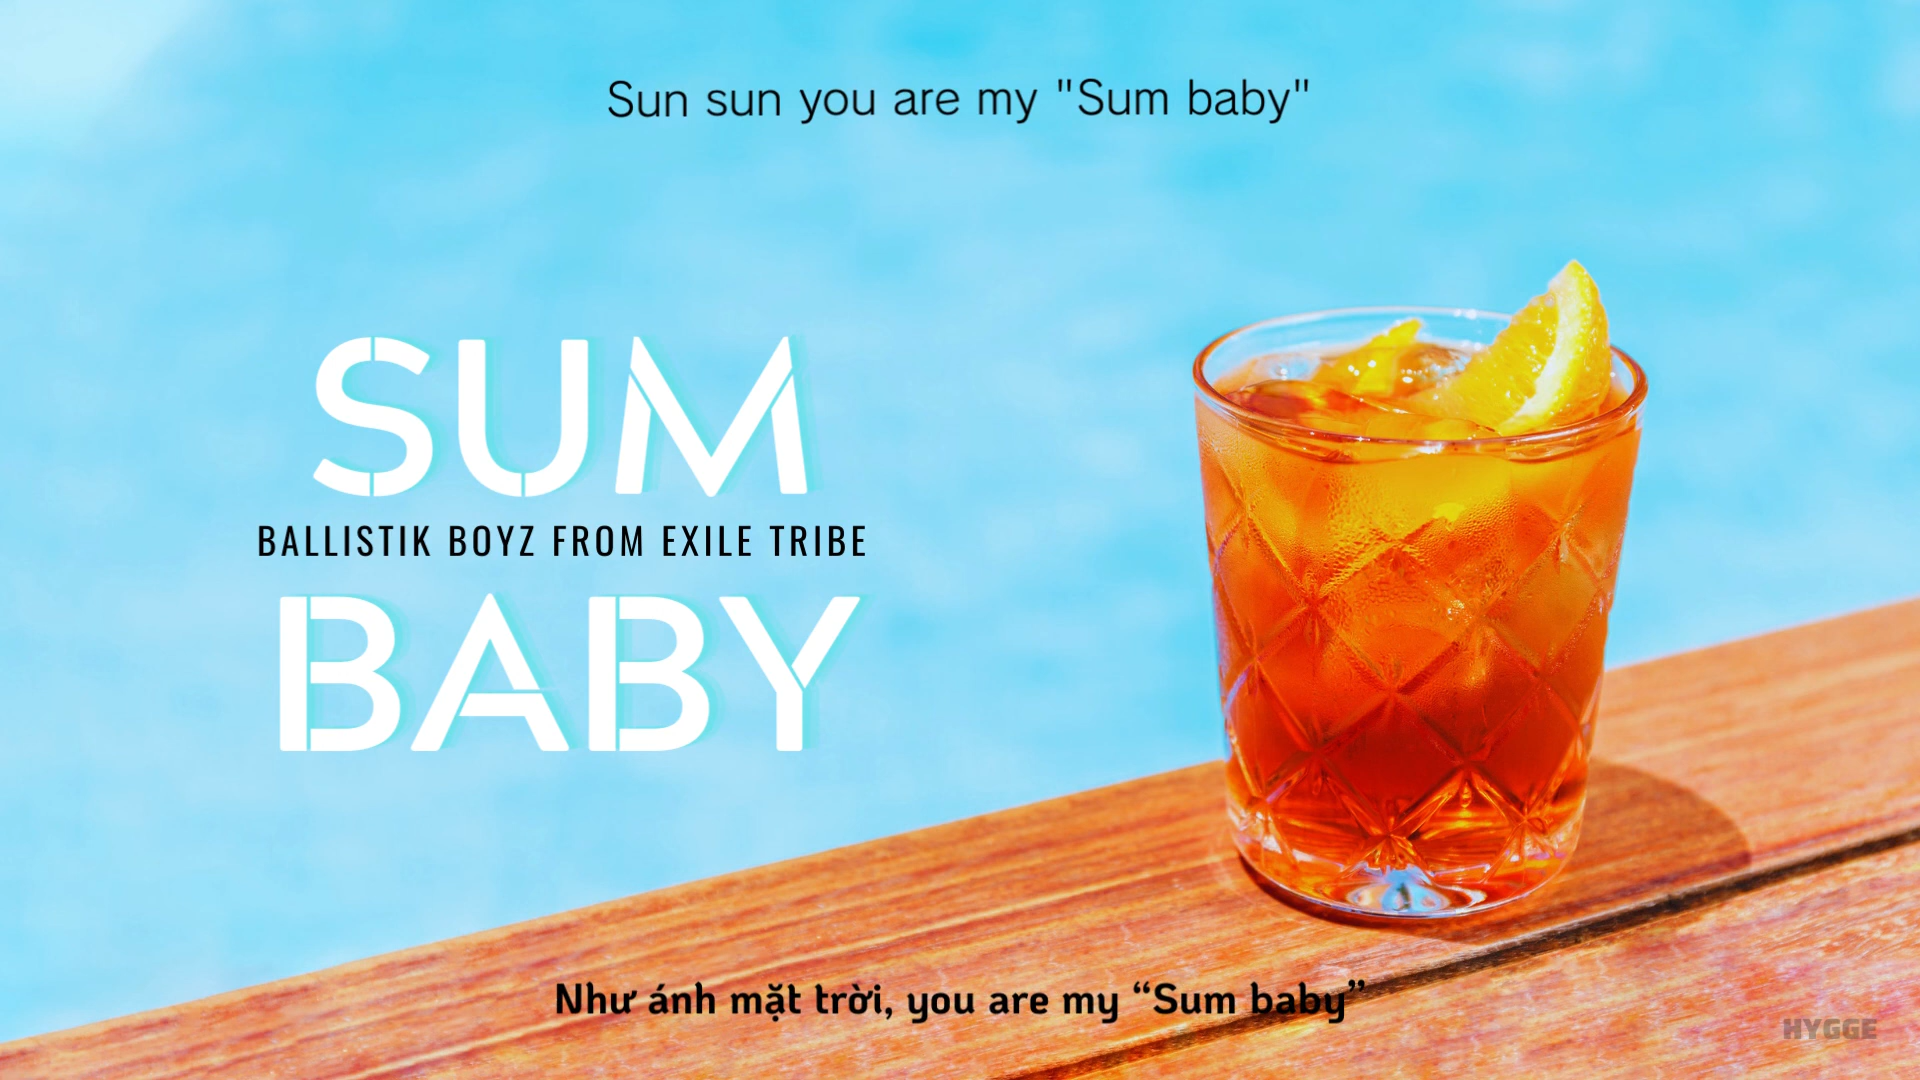 Sun sun you are my "Sum baby"
SUM
BALLISTIK BOYZ FROM EXILE TRIBE
BABY
Như ánh mặt trời, you are my “Sum baby”
HYGGE